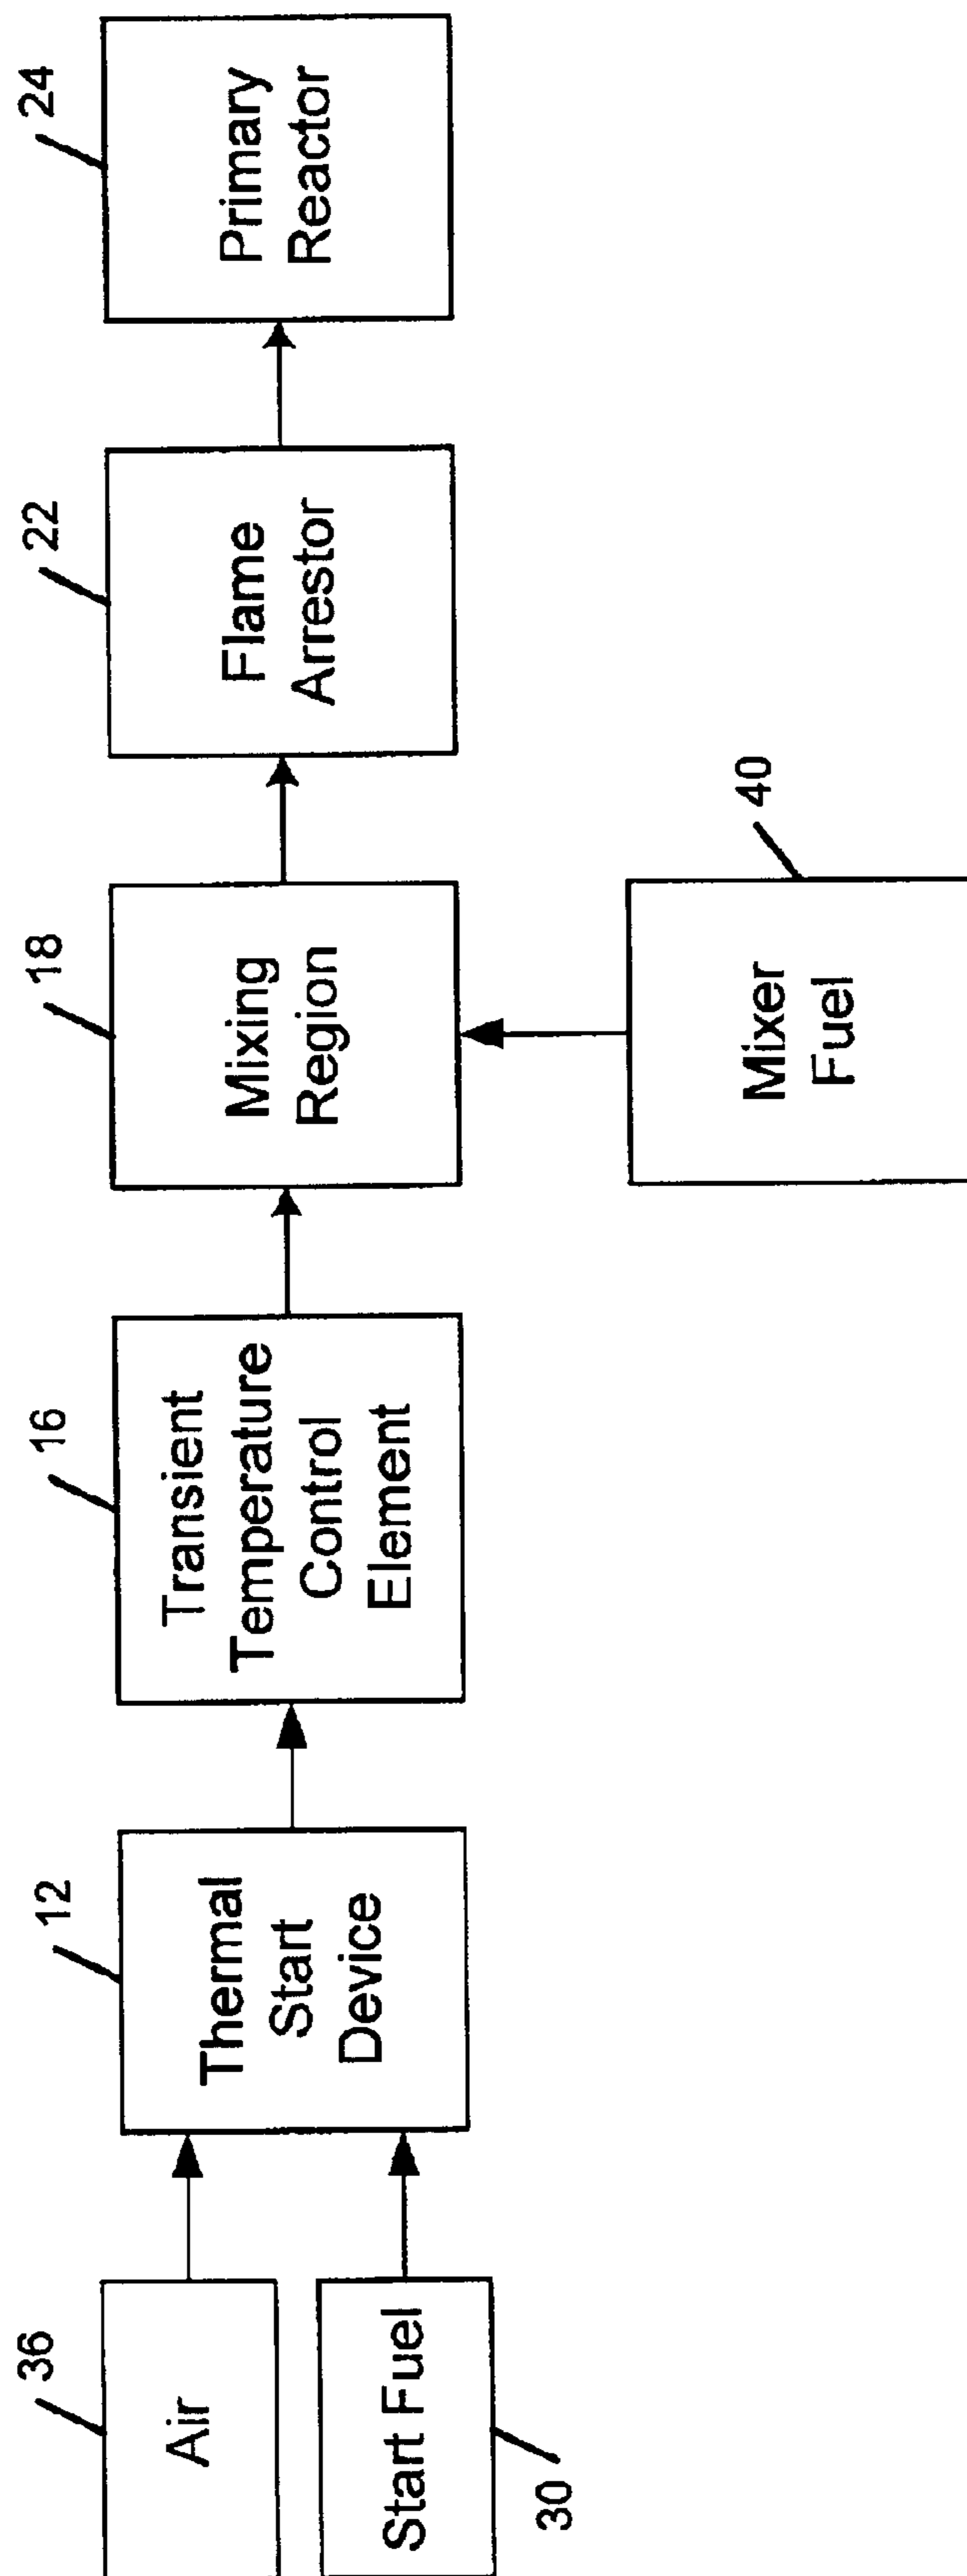 36
Air
Start Fuel
30
12
Thermal
Start
Device
16
Transient
Temperature
Control
Element
18
Mixing
Region
Mixer
Fuel
40
22
Flame
Arrestor
24
Primary
Reactor